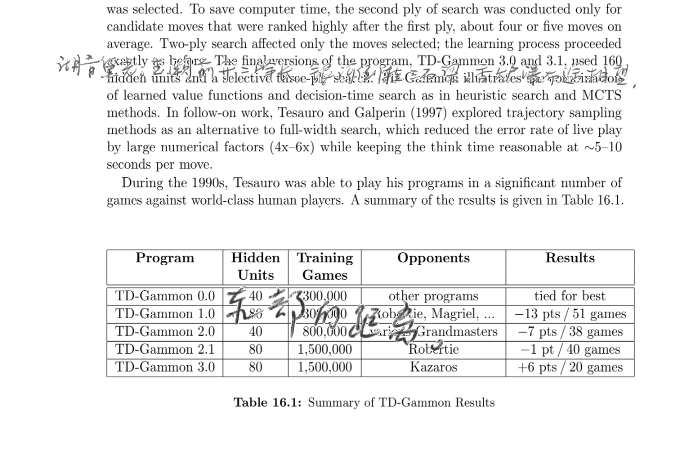 was selected. To save computer time, the second ply of search was conducted only for
candidate moves that were ranked highly after the first ply, about four or five moves on
average. Two-ply search affected only the moves selected; the learning process proceeded
exactly as before. The final versions of the program, TD-Gammon 3.0 and 3.1, used 160
hidden units and a selective three-ply search. TD-Gammon illustrates the combination
of learned value functions and decision-time search as in heuristic search and MCTS
methods. In follow-on work, Tesauro and Galperin (1997) explored trajectory sampling
methods as an alternative to full-width search, which reduced the error rate of live play
by large numerical factors (4x–6x) while keeping the think time reasonable at ∼5–10
seconds per move.
During the 1990s, Tesauro was able to play his programs in a significant number of
games against world-class human players. A summary of the results is given in Table 16.1.
Program Hidden Units Training Games Opponents Results
TD-Gammon 0.0 40 300,000 other programs tied for best
TD-Gammon 1.0 80 300,000 Robertie, Magriel, ... −13 pts / 51 games
TD-Gammon 2.0 40 800,000 various Grandmasters −7 pts / 38 games
TD-Gammon 2.1 80 1,500,000 Robertie −1 pt / 40 games
TD-Gammon 3.0 80 1,500,000 Kazaros +6 pts / 20 games
东部的距离
Table 16.1: Summary of TD-Gammon Results